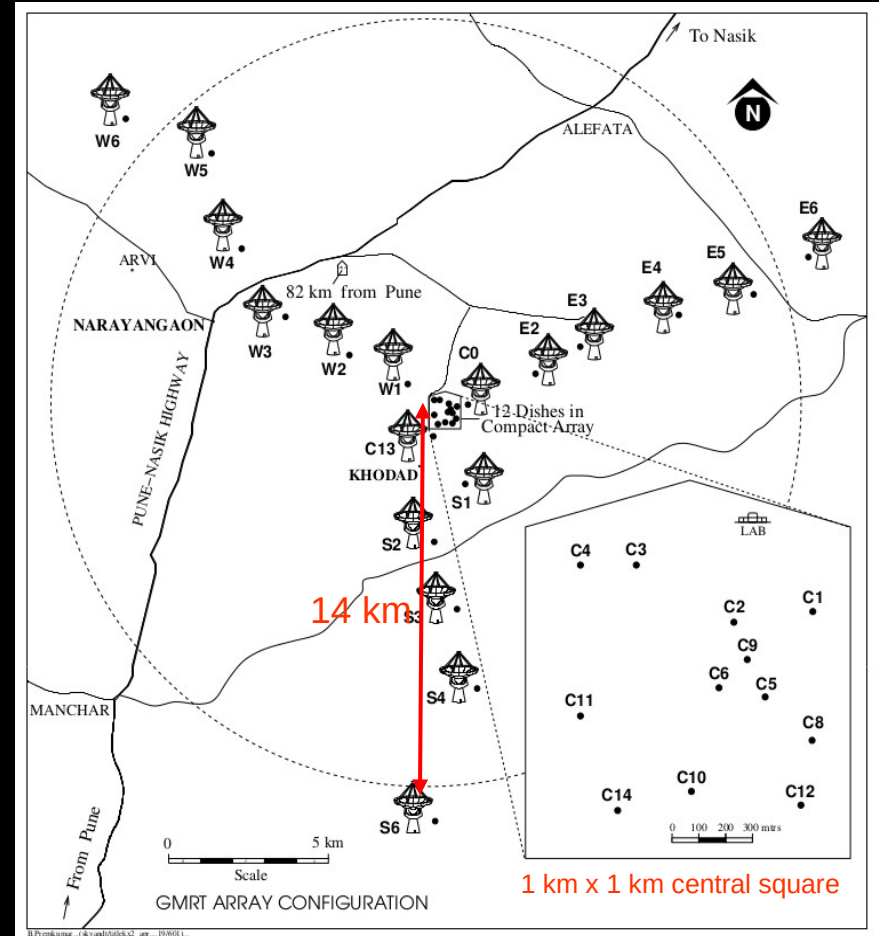 To Nasik
N
ALEFATA
W6
W5
E6
W4
ARVI
E5
E4
82 km from Pune
E3
NARAYANGAON
E2
W3
W2
C0
W1
12 Dishes in
Compact Array
C13
KHODAD
S1
PUNE–NASIK HIGHWAY
S2
LAB
C4
C3
C1
14 km
S3
C2
C9
C6
C5
S4
MANCHAR
C11
C8
C10
C12
C14
S6
0 5 km
Scale
0 100 200 300 mtrs
From Pune
1 km x 1 km central square
GMRT ARRAY CONFIGURATION